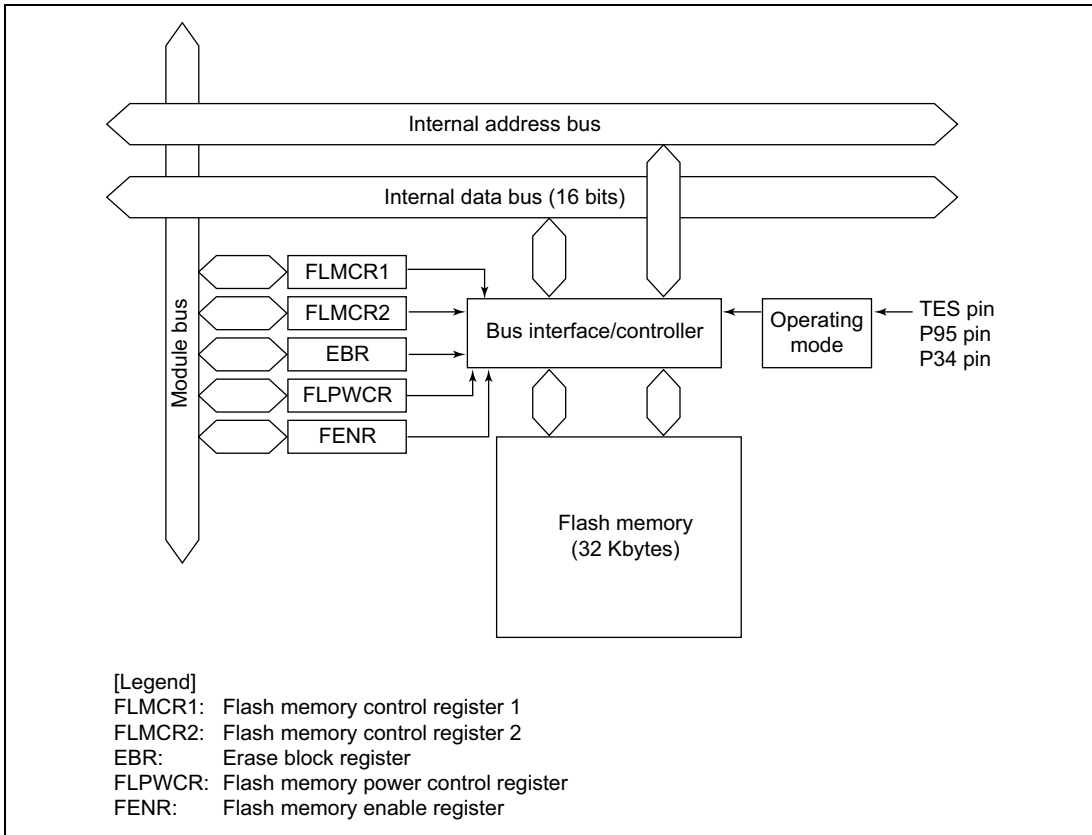 Internal address bus
Internal data bus (16 bits)
Module bus
FLMCR1
FLMCR2
EBR
FLPWCR
FENR
Bus interface/controller
Operating
mode
TES pin
P95 pin
P34 pin
Flash memory
(32 Kbytes)
[Legend]
FLMCR1: Flash memory control register 1
FLMCR2: Flash memory control register 2
EBR: Erase block register
FLPWCR: Flash memory power control register
FENR: Flash memory enable register